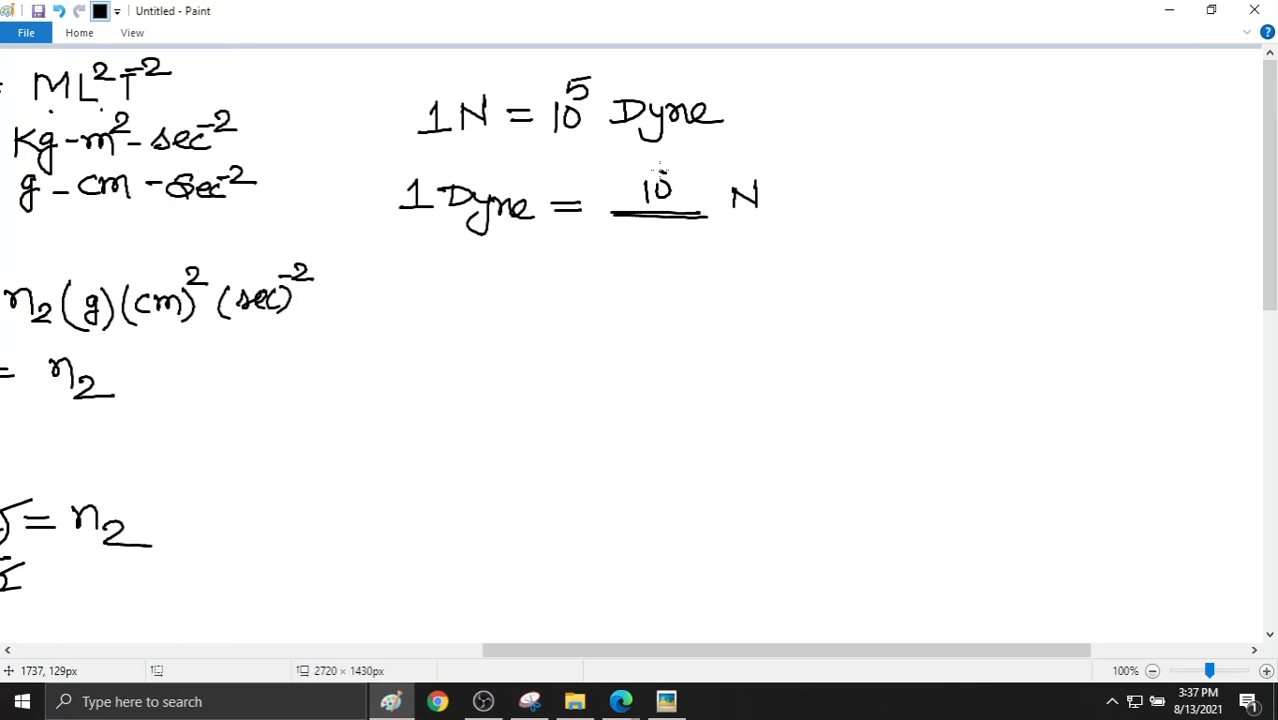 Untitled - Paint
File Home View
= ML²T⁻²
Kg-m²-sec⁻²
g-cm-sec⁻²
n₂(g)(cm)²(sec)⁻²
= n₂
= n₂
1N = 10⁵ Dyne
1 Dyne = 10 N
1737, 129px
2720 × 1430px
100%
Type here to search
3:37 PM
8/13/2021
1